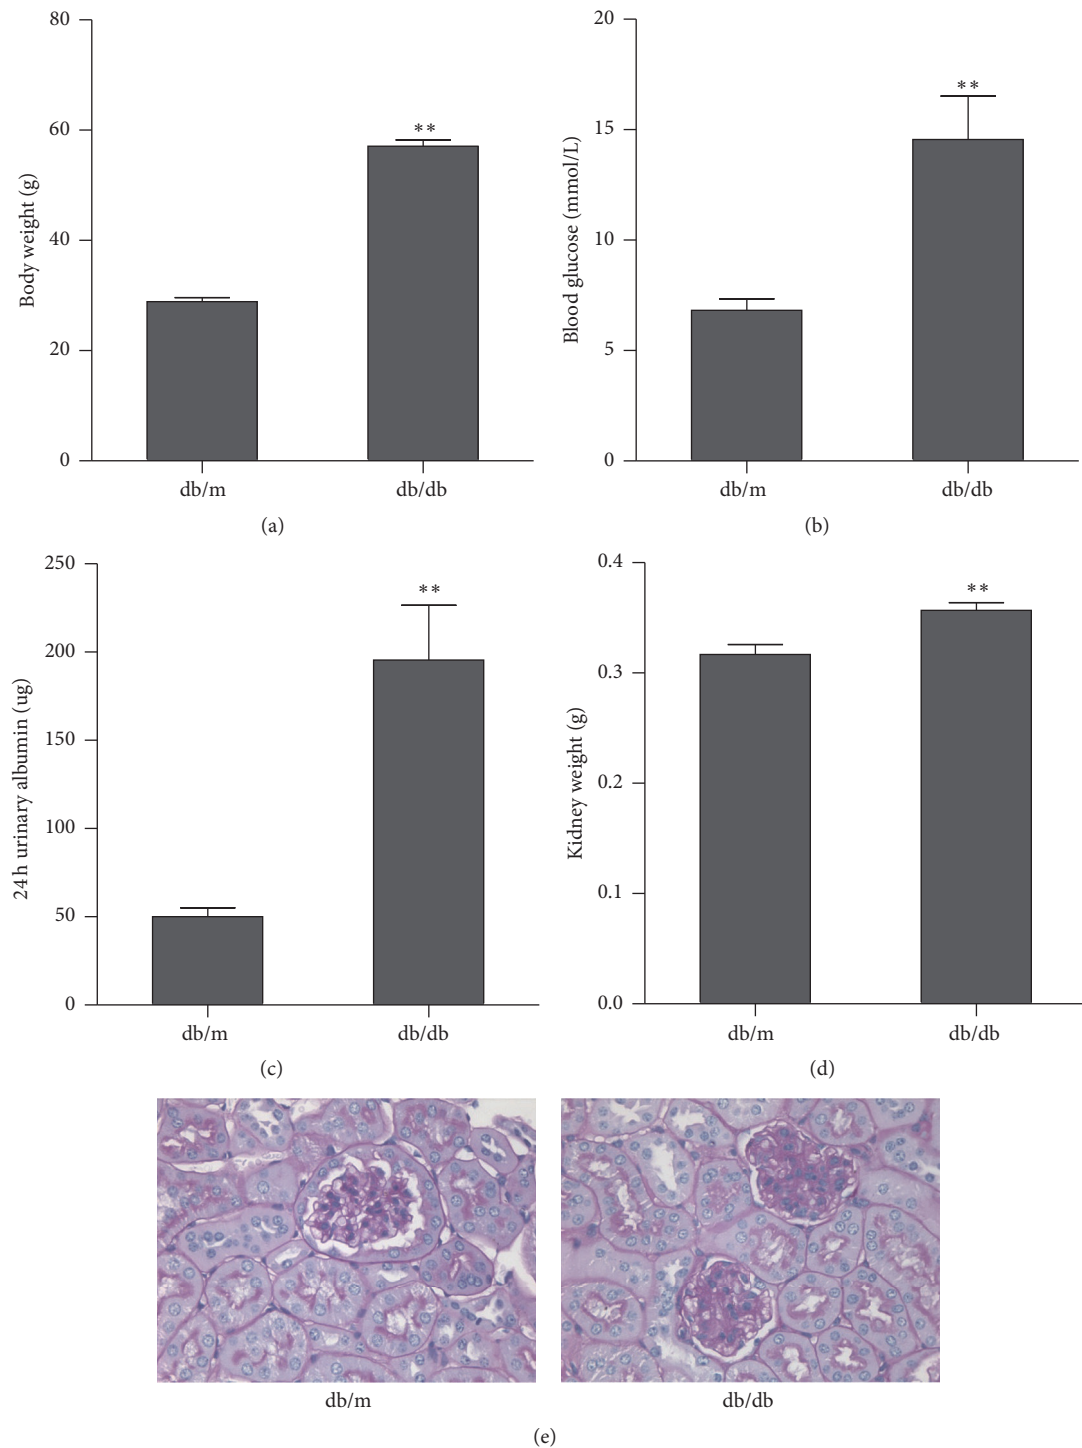 80
60
40
20
0
Body weight (g)
**
db/m
db/db
(a)
20
15
10
5
0
Blood glucose (mmol/L)
**
db/m
db/db
(b)
250
200
150
100
50
0
24 h urinary albumin (ug)
**
db/m
db/db
(c)
0.4
0.3
0.2
0.1
0.0
Kidney weight (g)
**
db/m
db/db
(d)
db/m
db/db
(e)